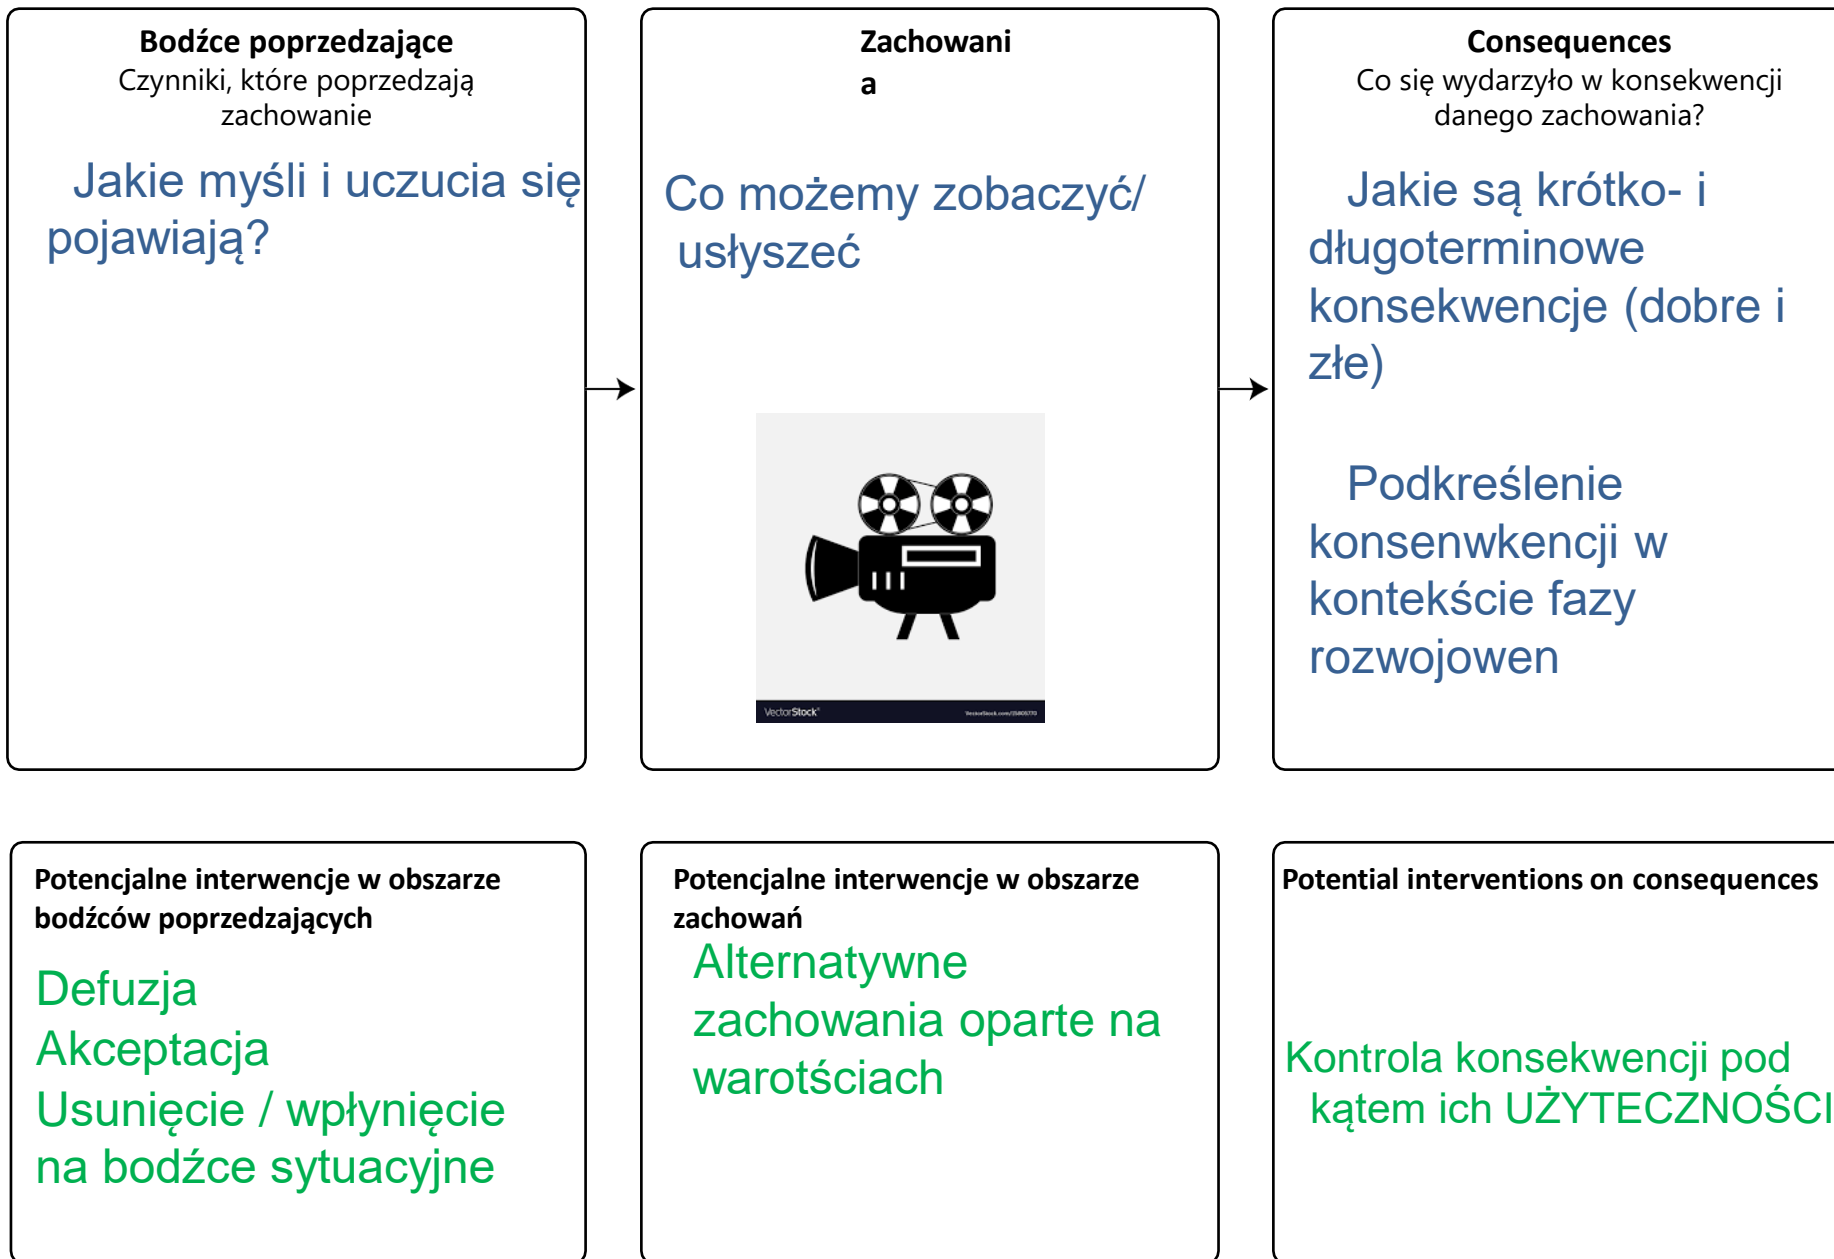 Bodźce poprzedzające
Czynniki, które poprzedzają
zachowanie
Jakie myśli i uczucia się
pojawiają?
Zachowani
a
Co możemy zobaczyć/
usłyszeć
VectorStock®
VectorStock.com/15805770
Consequences
Co się wydarzyło w konsekwencji
danego zachowania?
Jakie są krótko- i
długoterminowe
konsekwencje (dobre i
złe)
Podkreślenie
konsenwkencji w
kontekście fazy
rozwojowen
Potencjalne interwencje w obszarze
bodźców poprzedzających
Defuzja
Akceptacja
Usunięcie / wpłynięcie
na bodźce sytuacyjne
Potencjalne interwencje w obszarze
zachowań
Alternatywne
zachowania oparte na
warotściach
Potential interventions on consequences
Kontrola konsekwencji pod
kątem ich UŻYTECZNOŚCI